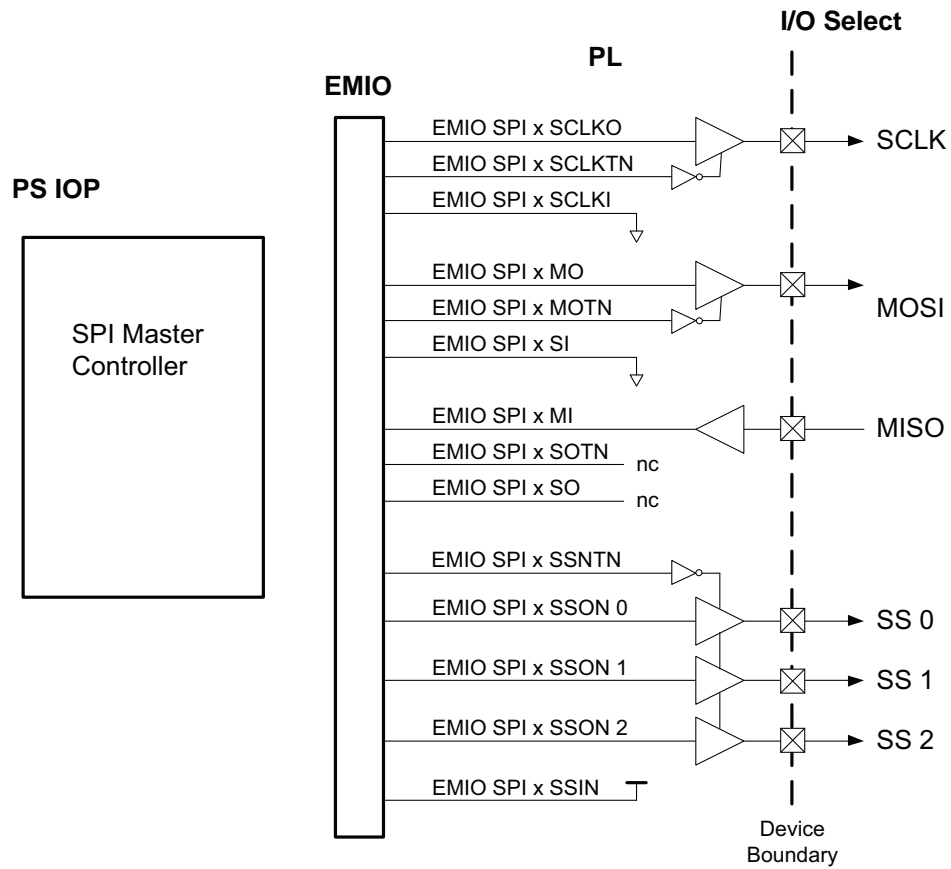 I/O Select
PL
EMIO
PS IOP
SPI Master
Controller
EMIO SPI x SCLKO
SCLK
EMIO SPI x SCLKTN
EMIO SPI x SCLKI
EMIO SPI x MO
MOSI
EMIO SPI x MOTN
EMIO SPI x SI
EMIO SPI x MI
MISO
EMIO SPI x SOTN
nc
EMIO SPI x SO
nc
EMIO SPI x SSNTN
EMIO SPI x SSON 0
SS 0
EMIO SPI x SSON 1
SS 1
EMIO SPI x SSON 2
SS 2
EMIO SPI x SSIN
Device
Boundary